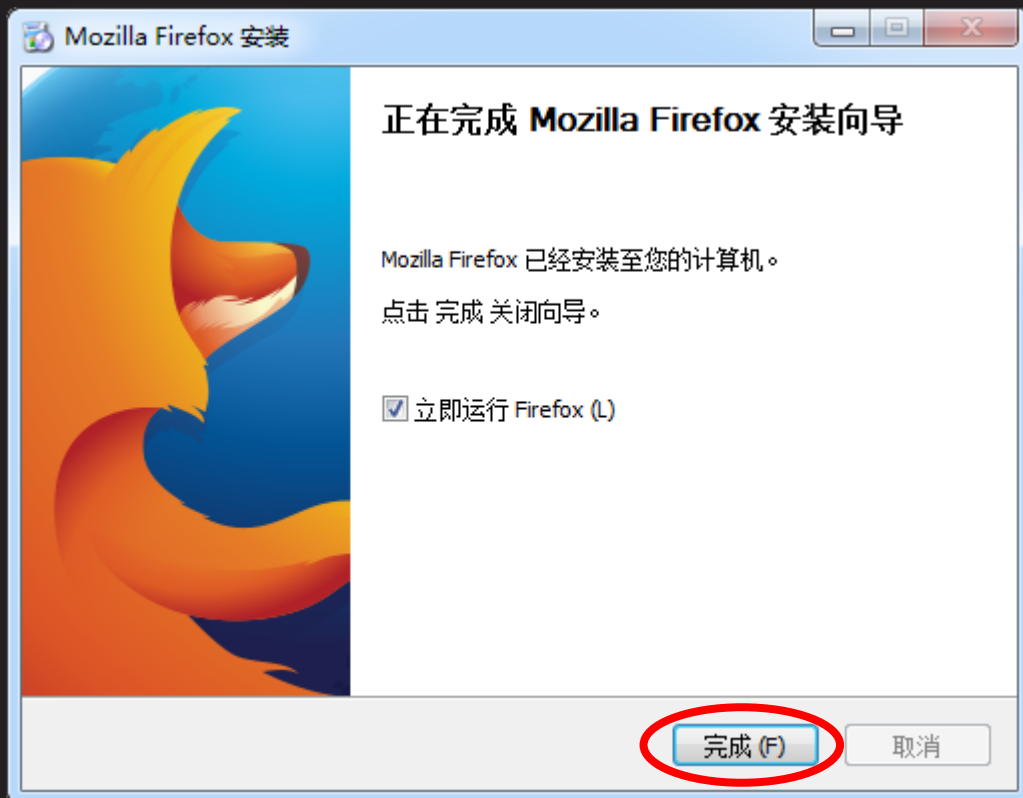 Mozilla Firefox 安装
正在完成 Mozilla Firefox 安装向导
Mozilla Firefox 已经安装至您的计算机。
点击 完成 关闭向导。
立即运行 Firefox (L)
完成 (F)
取消